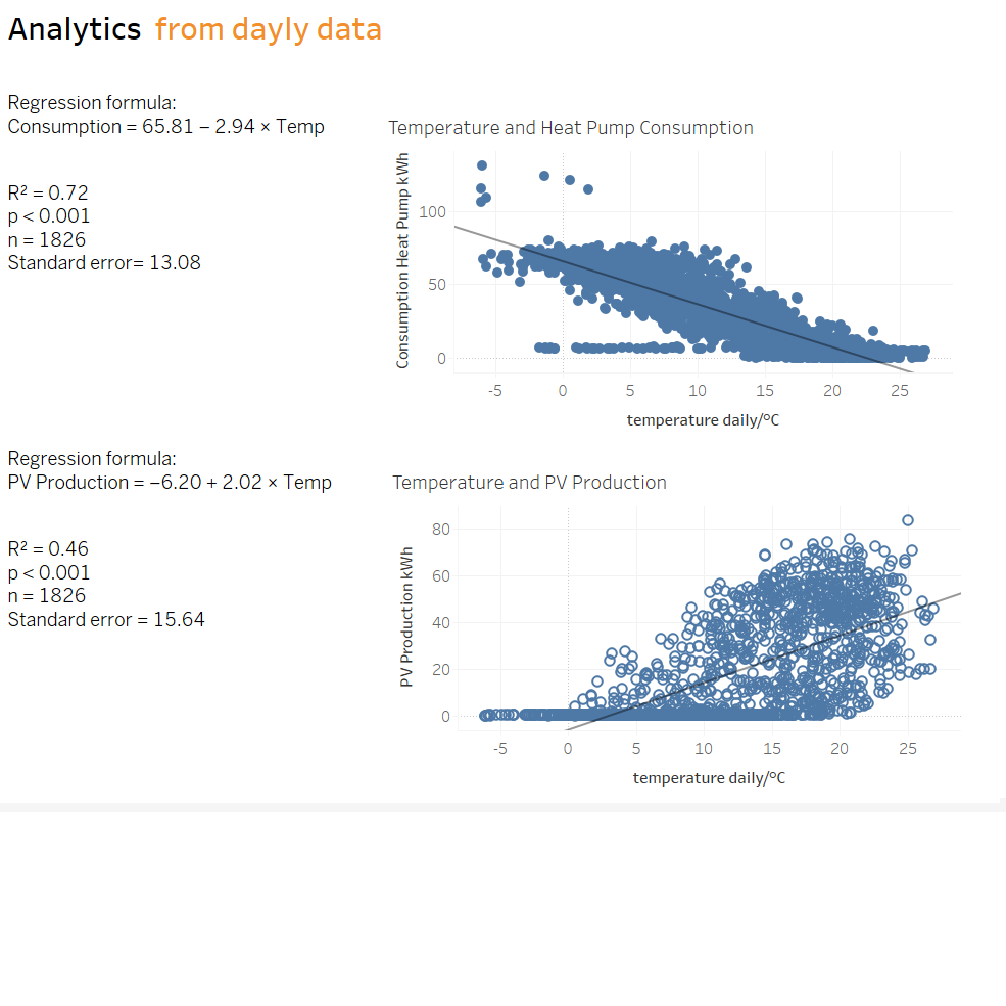 Analytics from dayly data
Regression formula:
Consumption = 65.81 – 2.94 × Temp
R² = 0.72
p < 0.001
n = 1826
Standard error= 13.08
Temperature and Heat Pump Consumption
Consumption Heat Pump kWh
100
50
0
-5 0 5 10 15 20 25
temperature daily/°C
Regression formula:
PV Production = –6.20 + 2.02 × Temp
R² = 0.46
p < 0.001
n = 1826
Standard error = 15.64
Temperature and PV Production
PV Production kWh
80
60
40
20
0
-5 0 5 10 15 20 25
temperature daily/°C